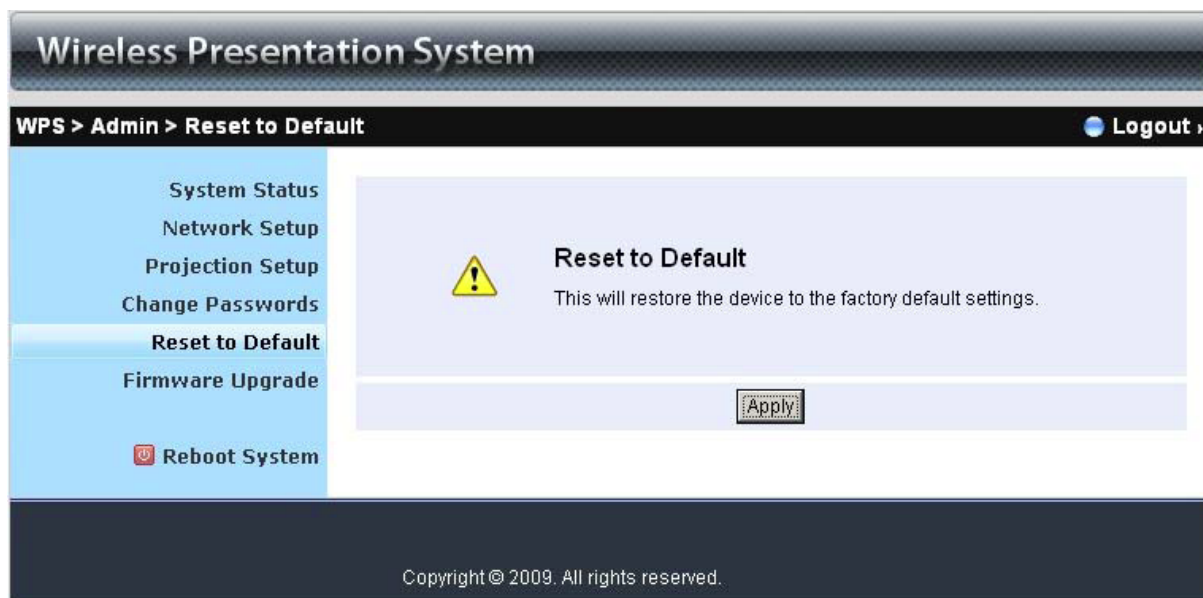 Wireless Presentation System
WPS > Admin > Reset to Default
Logout
System Status
Network Setup
Projection Setup
Change Passwords
Reset to Default
Firmware Upgrade
Reboot System
Reset to Default
This will restore the device to the factory default settings.
Apply
Copyright © 2009. All rights reserved.